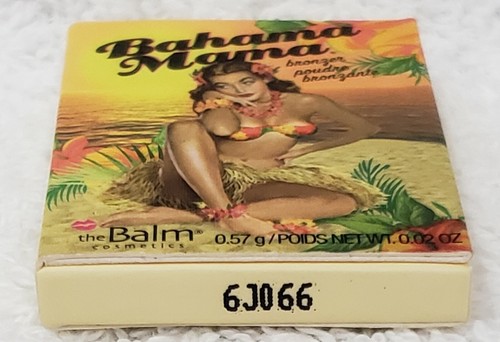 Bahama
Mama.
bronzer
poudre
bronzante
theBalm®
cosmetics
0.57 g/POIDS NET WT. 0.02 OZ
6J066